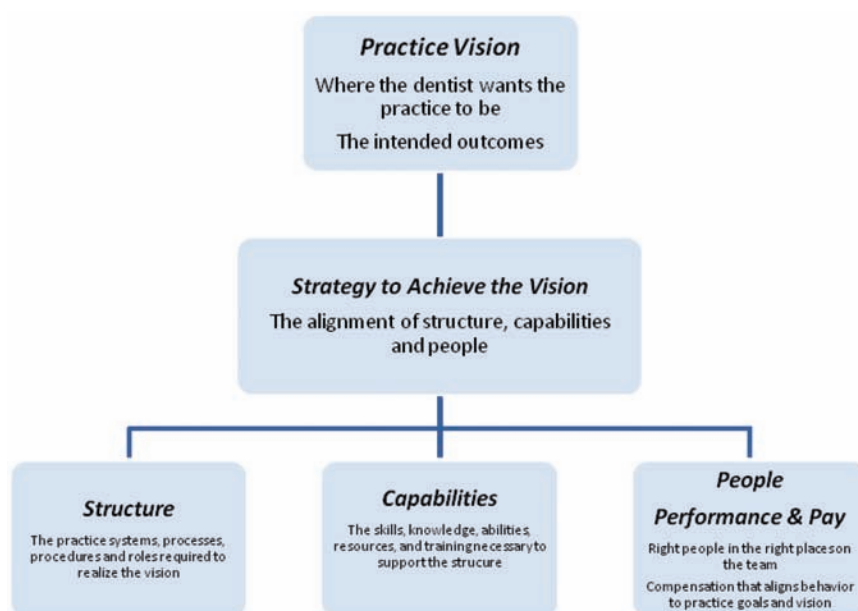 Practice Vision
Where the dentist wants the
practice to be
The intended outcomes
Strategy to Achieve the Vision
The alignment of structure, capabilities
and people
Structure
The practice systems, processes,
procedures and roles required to
realize the vision
Capabilities
The skills, knowledge, abilities,
resources, and training necessary to
support the strucure
People
Performance & Pay
Right people in the right places on
the team
Compensation that aligns behavior
to practice goals and vision